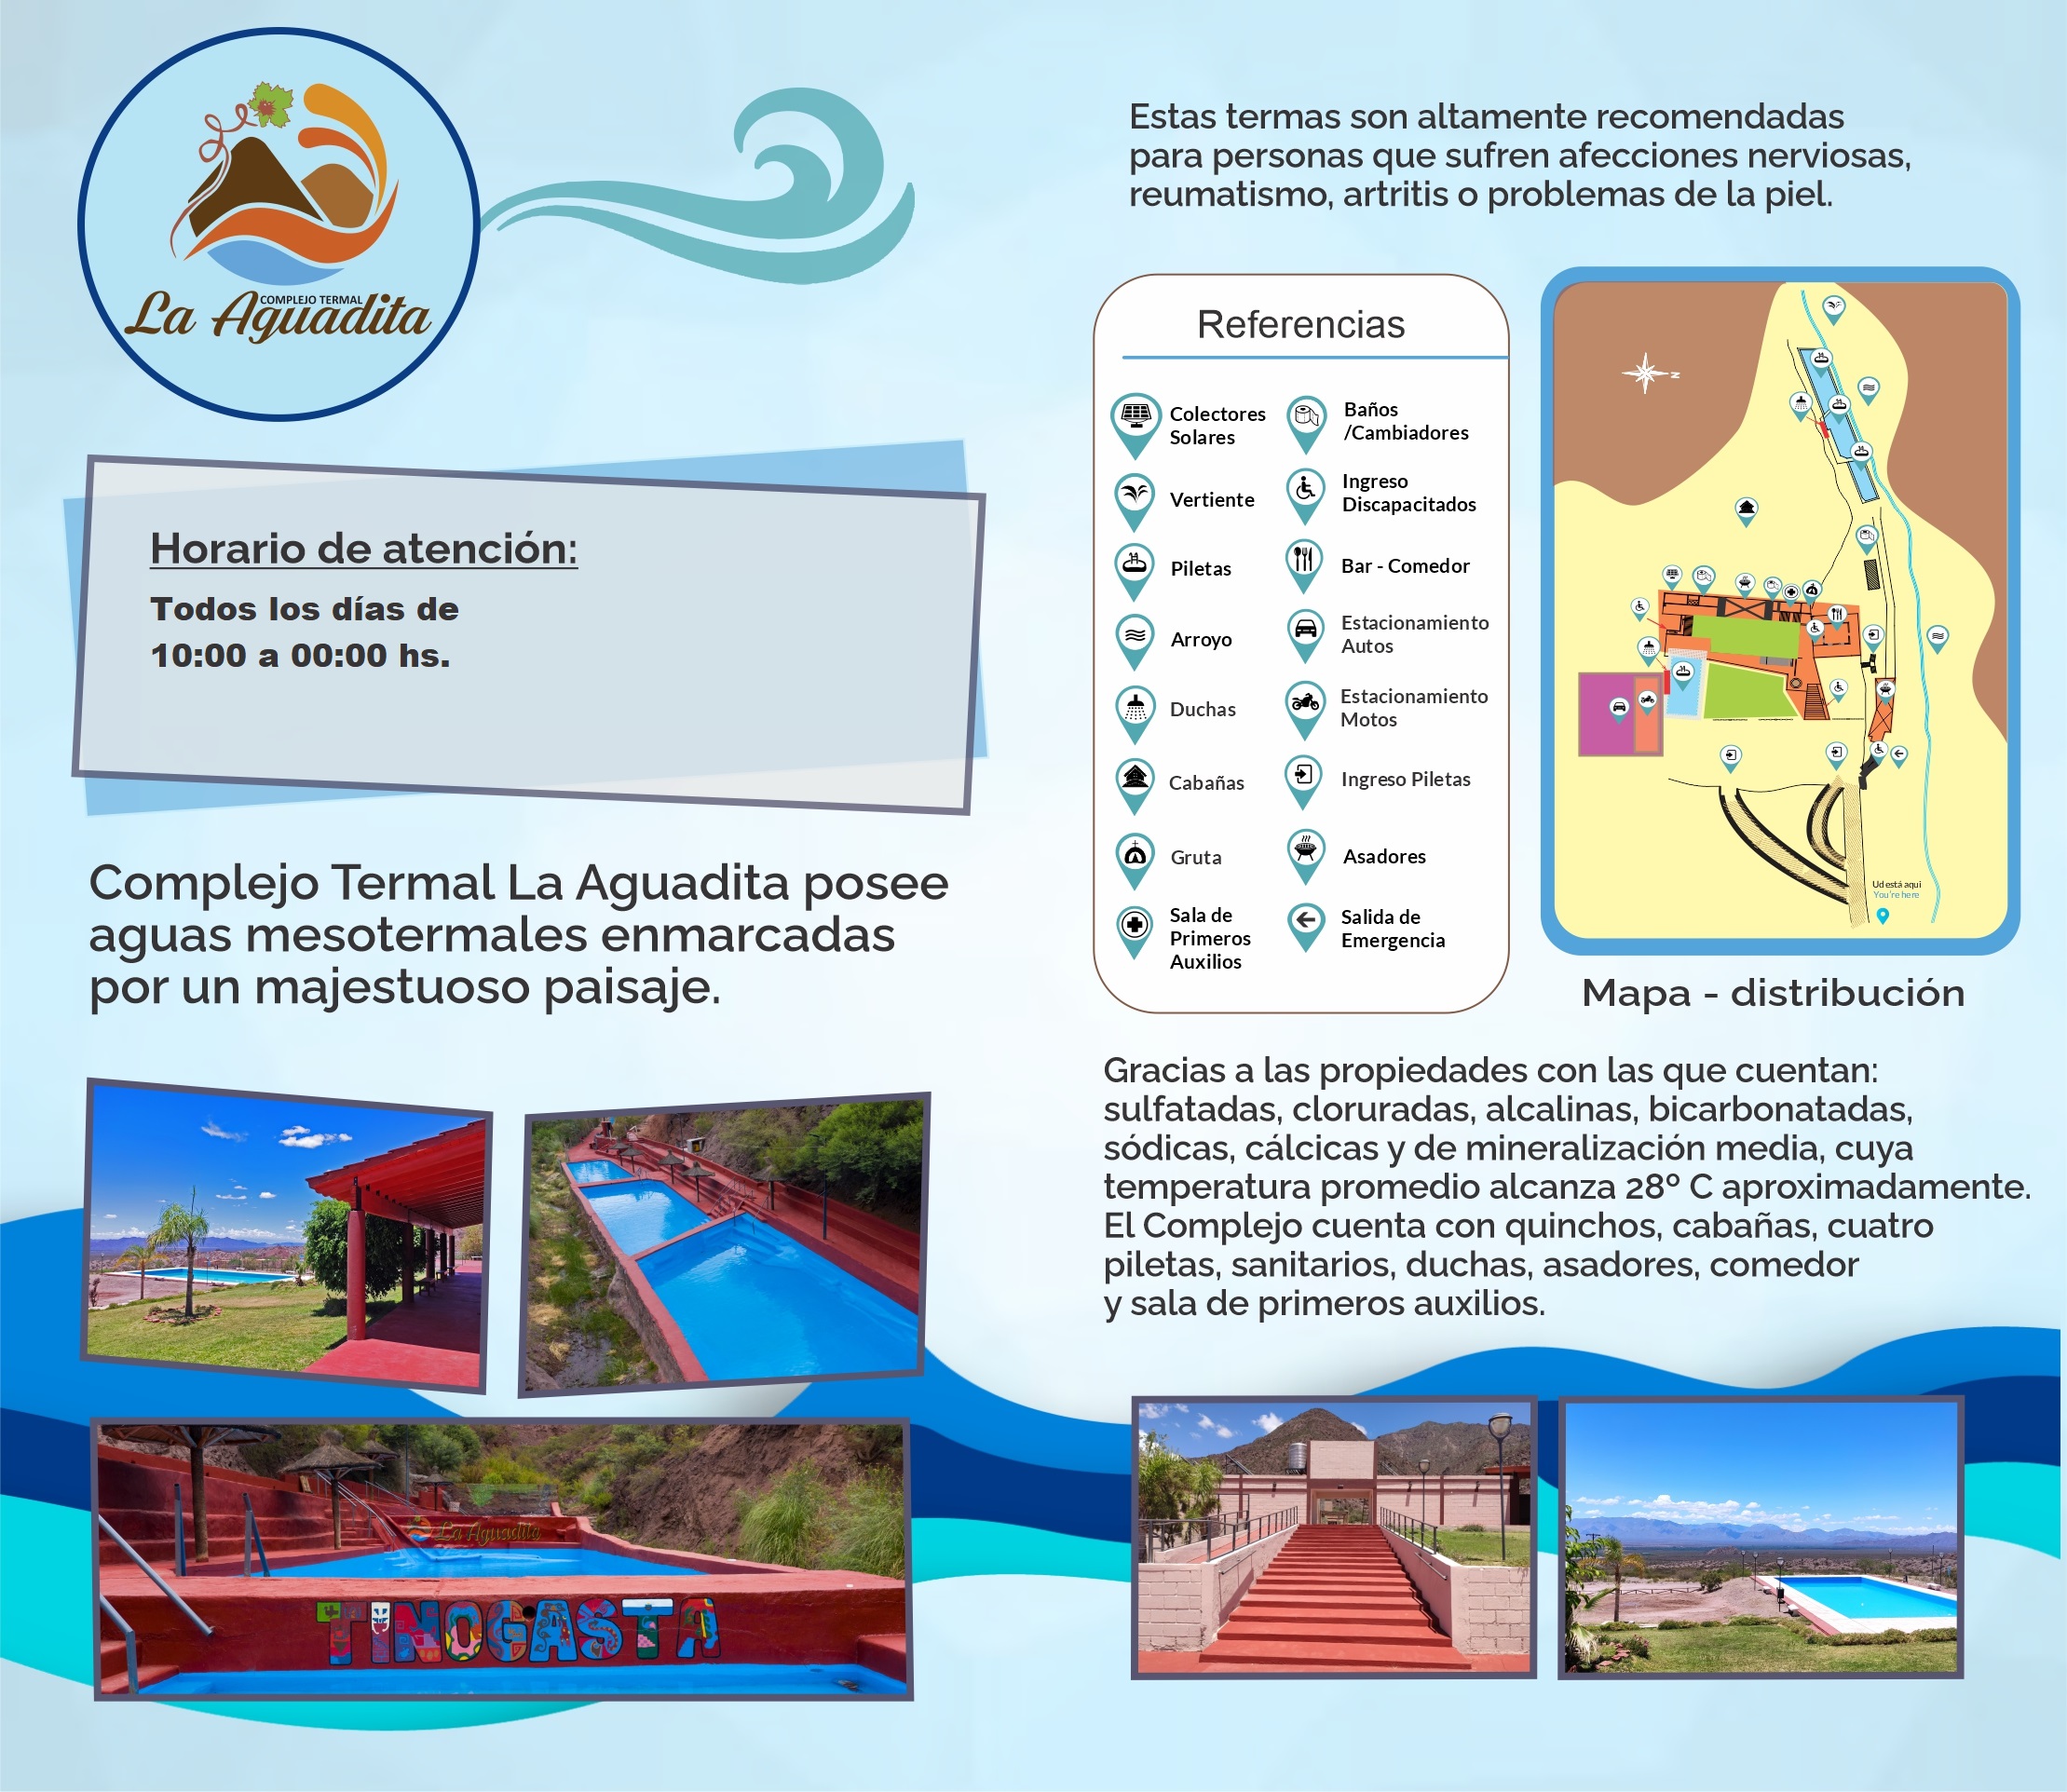 COMPLEJO TERMAL
La Aguadita
Horario de atención:
Todos los días de
10:00 a 00:00 hs.
Complejo Termal La Aguadita posee
aguas mesotermales enmarcadas
por un majestuoso paisaje.
La Aguadita
TINOGASTA
Estas termas son altamente recomendadas
para personas que sufren afecciones nerviosas,
reumatismo, artritis o problemas de la piel.
Referencias
Colectores
Solares
Vertiente
Piletas
Arroyo
Duchas
Cabañas
Gruta
Sala de
Primeros
Auxilios
Baños
/Cambiadores
Ingreso
Discapacitados
Bar - Comedor
Estacionamiento
Autos
Estacionamiento
Motos
Ingreso Piletas
Asadores
Salida de
Emergencia
N
Ud está aqui
You're here
Mapa - distribución
Gracias a las propiedades con las que cuentan:
sulfatadas, cloruradas, alcalinas, bicarbonatadas,
sódicas, cálcicas y de mineralización media, cuya
temperatura promedio alcanza 28º C aproximadamente.
El Complejo cuenta con quinchos, cabañas, cuatro
piletas, sanitarios, duchas, asadores, comedor
y sala de primeros auxilios.